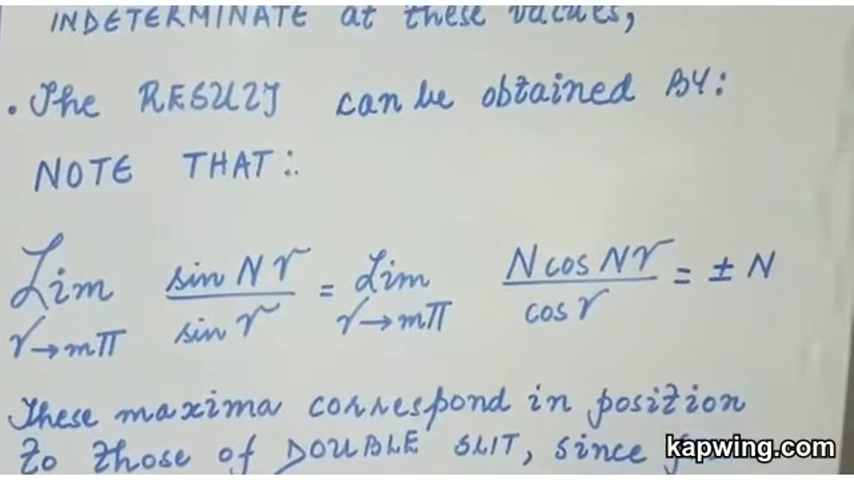 INDETERMINATE at these values,
• The RESULT can be obtained BY:
NOTE THAT:
Lim γ→mπ sin Nγ / sin γ = Lim γ→mπ N cos Nγ / cos γ = ± N
These maxima correspond in position
to those of DOUBLE SLIT, since
kapwing.com